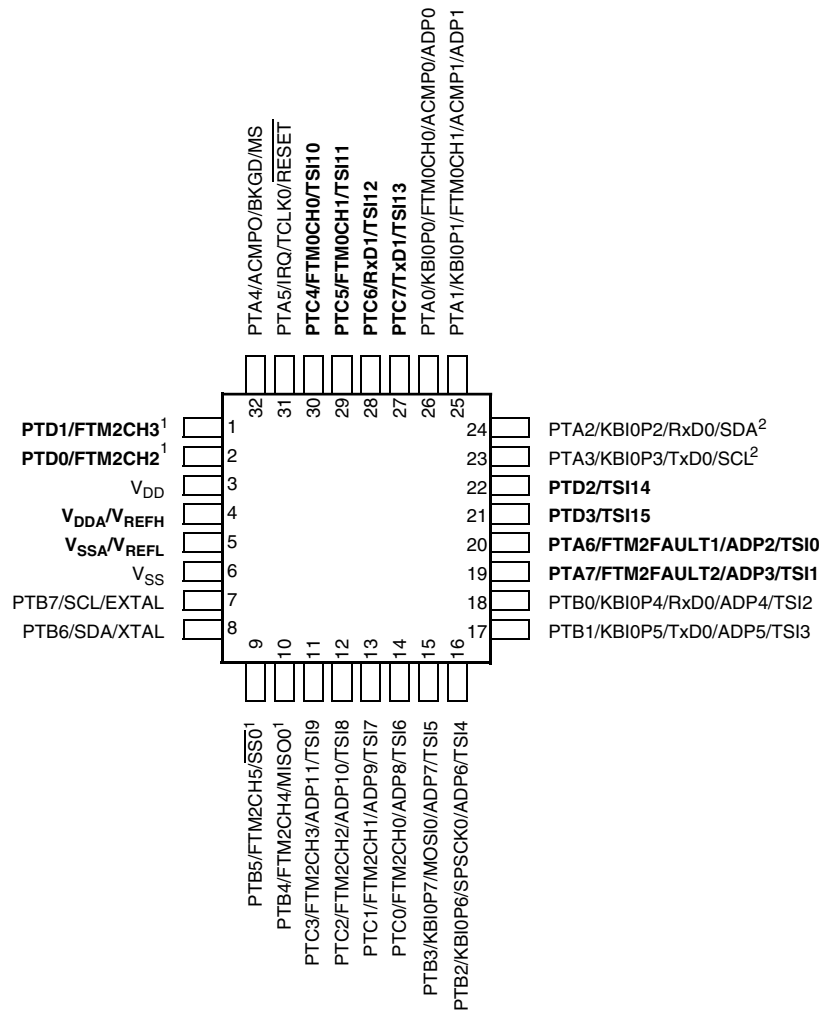 PTA4/ACMPO/BKGD/MS
PTA5/IRQ/TCLK0/RESET
PTC4/FTM0CH0/TSI10
PTC5/FTM0CH1/TSI11
PTC6/RxD1/TSI12
PTC7/TxD1/TSI13
PTA0/KBI0P0/FTM0CH0/ACMP0/ADP0
PTA1/KBI0P1/FTM0CH1/ACMP1/ADP1
32
31
30
29
28
27
26
25
PTD1/FTM2CH3¹ 1
PTD0/FTM2CH2¹ 2
VDD 3
VDDA/VREFH 4
VSSA/VREFL 5
VSS 6
PTB7/SCL/EXTAL 7
PTB6/SDA/XTAL 8
24 PTA2/KBI0P2/RxD0/SDA²
23 PTA3/KBI0P3/TxD0/SCL²
22 PTD2/TSI14
21 PTD3/TSI15
20 PTA6/FTM2FAULT1/ADP2/TSI0
19 PTA7/FTM2FAULT2/ADP3/TSI1
18 PTB0/KBI0P4/RxD0/ADP4/TSI2
17 PTB1/KBI0P5/TxD0/ADP5/TSI3
9
10
11
12
13
14
15
16
PTB5/FTM2CH5/SS0¹
PTB4/FTM2CH4/MISO0¹
PTC3/FTM2CH3/ADP11/TSI9
PTC2/FTM2CH2/ADP10/TSI8
PTC1/FTM2CH1/ADP9/TSI7
PTC0/FTM2CH0/ADP8/TSI6
PTB3/KBI0P7/MOSI0/ADP7/TSI5
PTB2/KBI0P6/SPSCK0/ADP6/TSI4